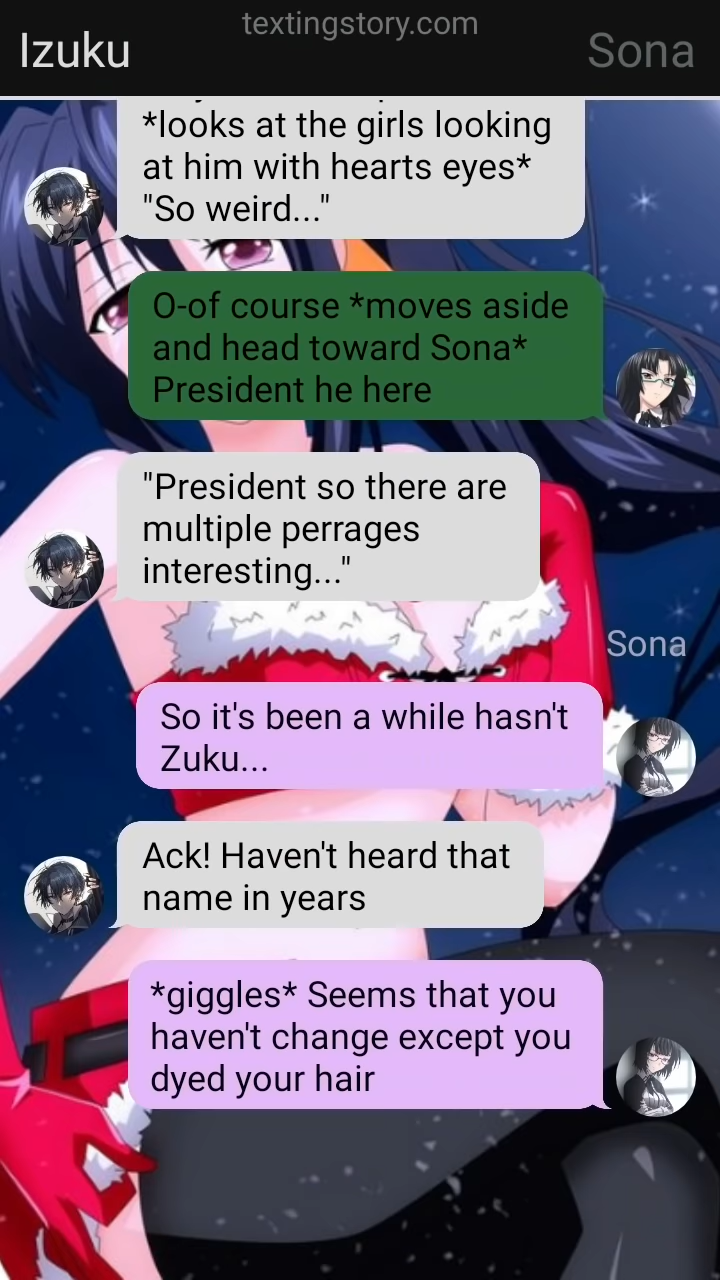 textingstory.com
Izuku
Sona
*looks at the girls looking
at him with hearts eyes*
"So weird..."
O-of course *moves aside
and head toward Sona*
President he here
"President so there are
multiple perrages
interesting..."
Sona
So it's been a while hasn't
Zuku...
Ack! Haven't heard that
name in years
*giggles* Seems that you
haven't change except you
dyed your hair